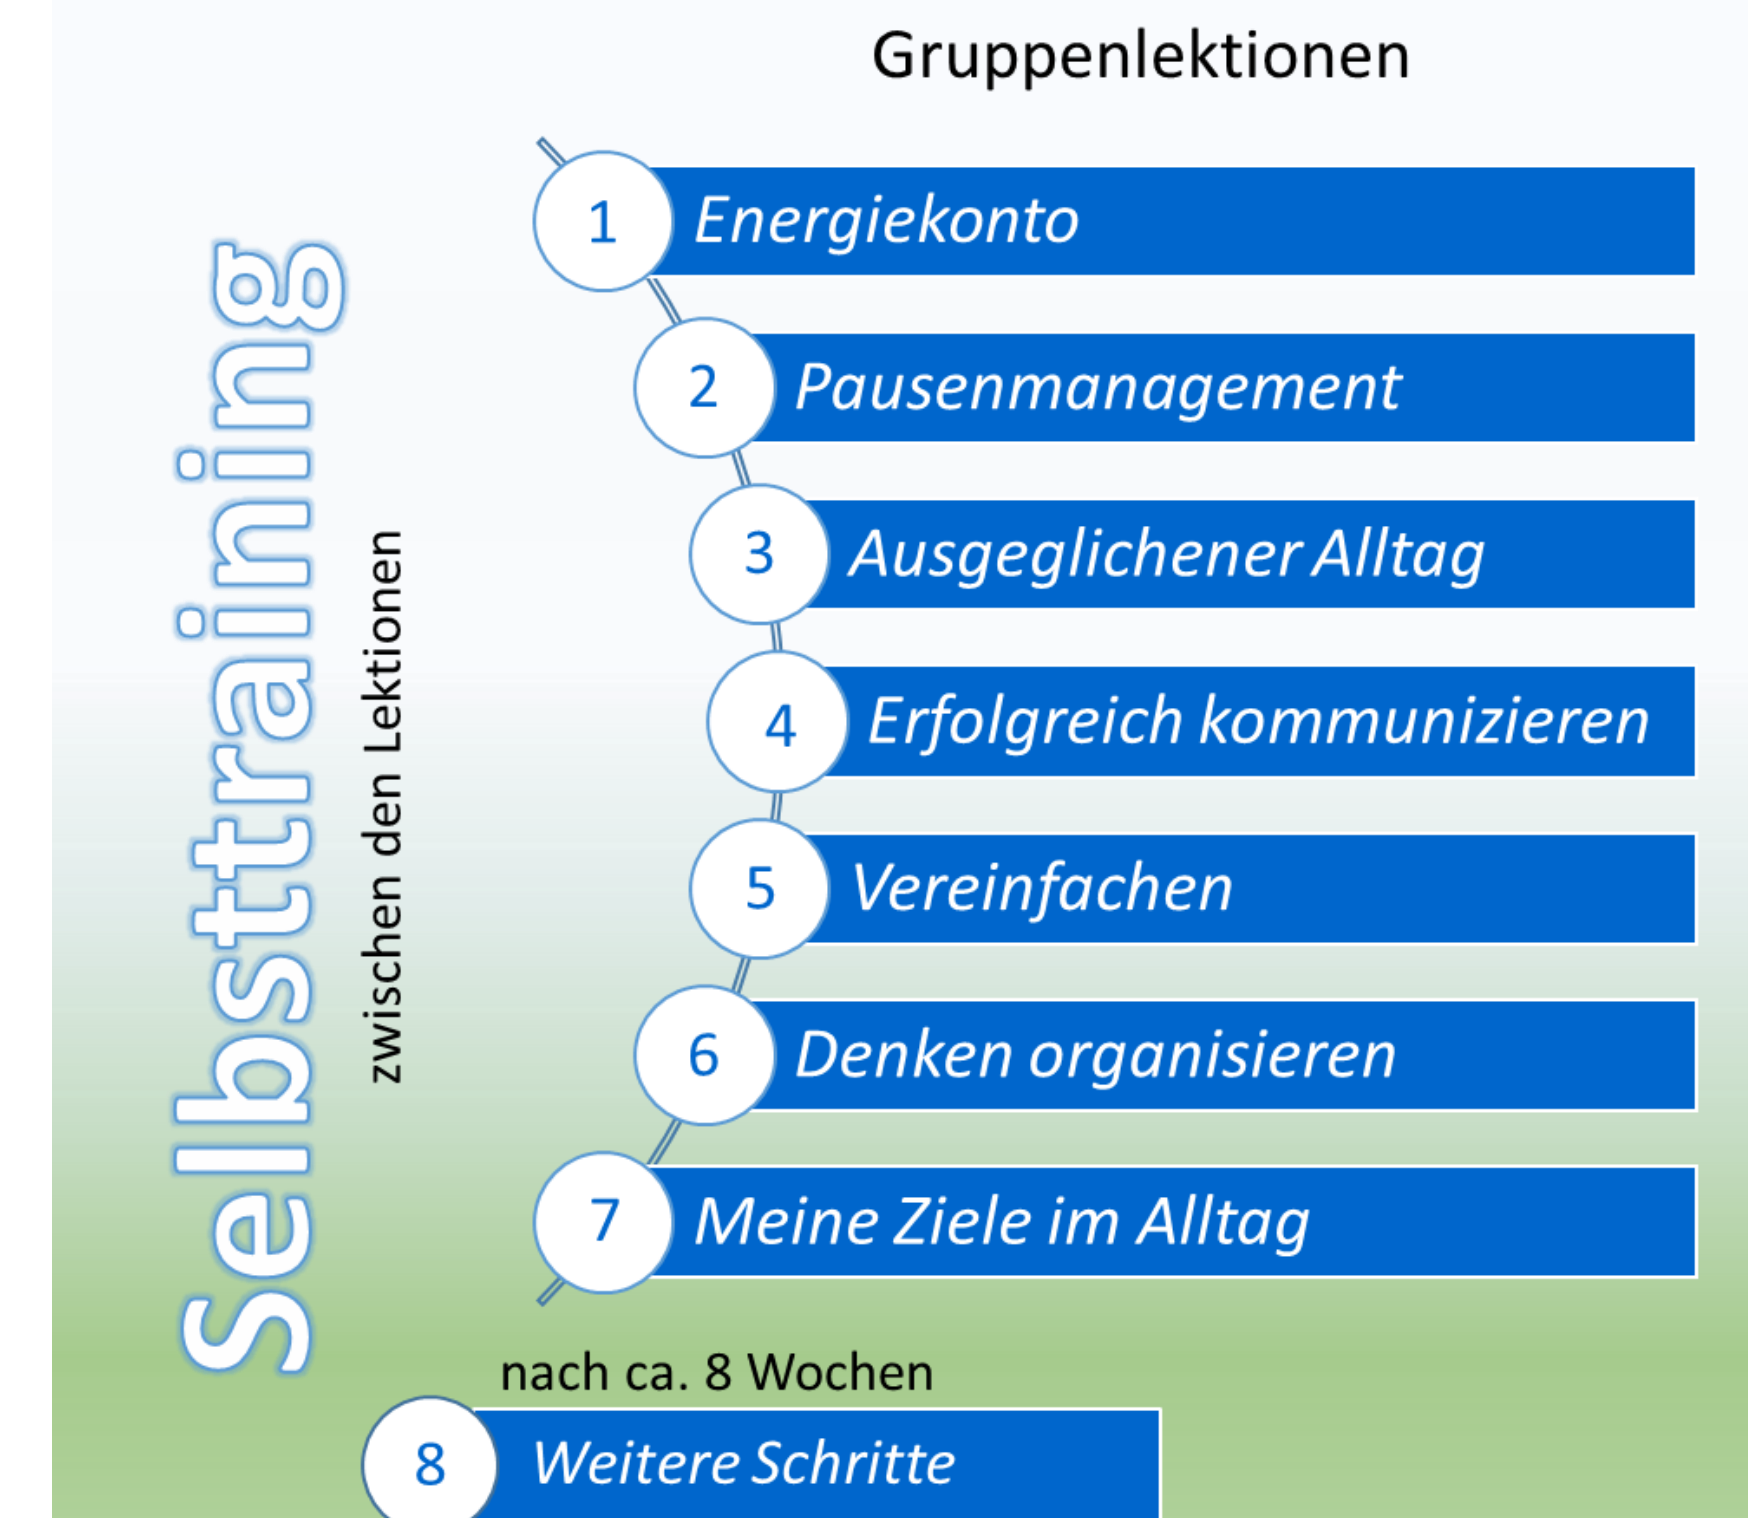 Gruppenlektionen
Selbsttraining
zwischen den Lektionen
1 Energiekonto
2 Pausenmanagement
3 Ausgeglichener Alltag
4 Erfolgreich kommunizieren
5 Vereinfachen
6 Denken organisieren
7 Meine Ziele im Alltag
nach ca. 8 Wochen
8 Weitere Schritte